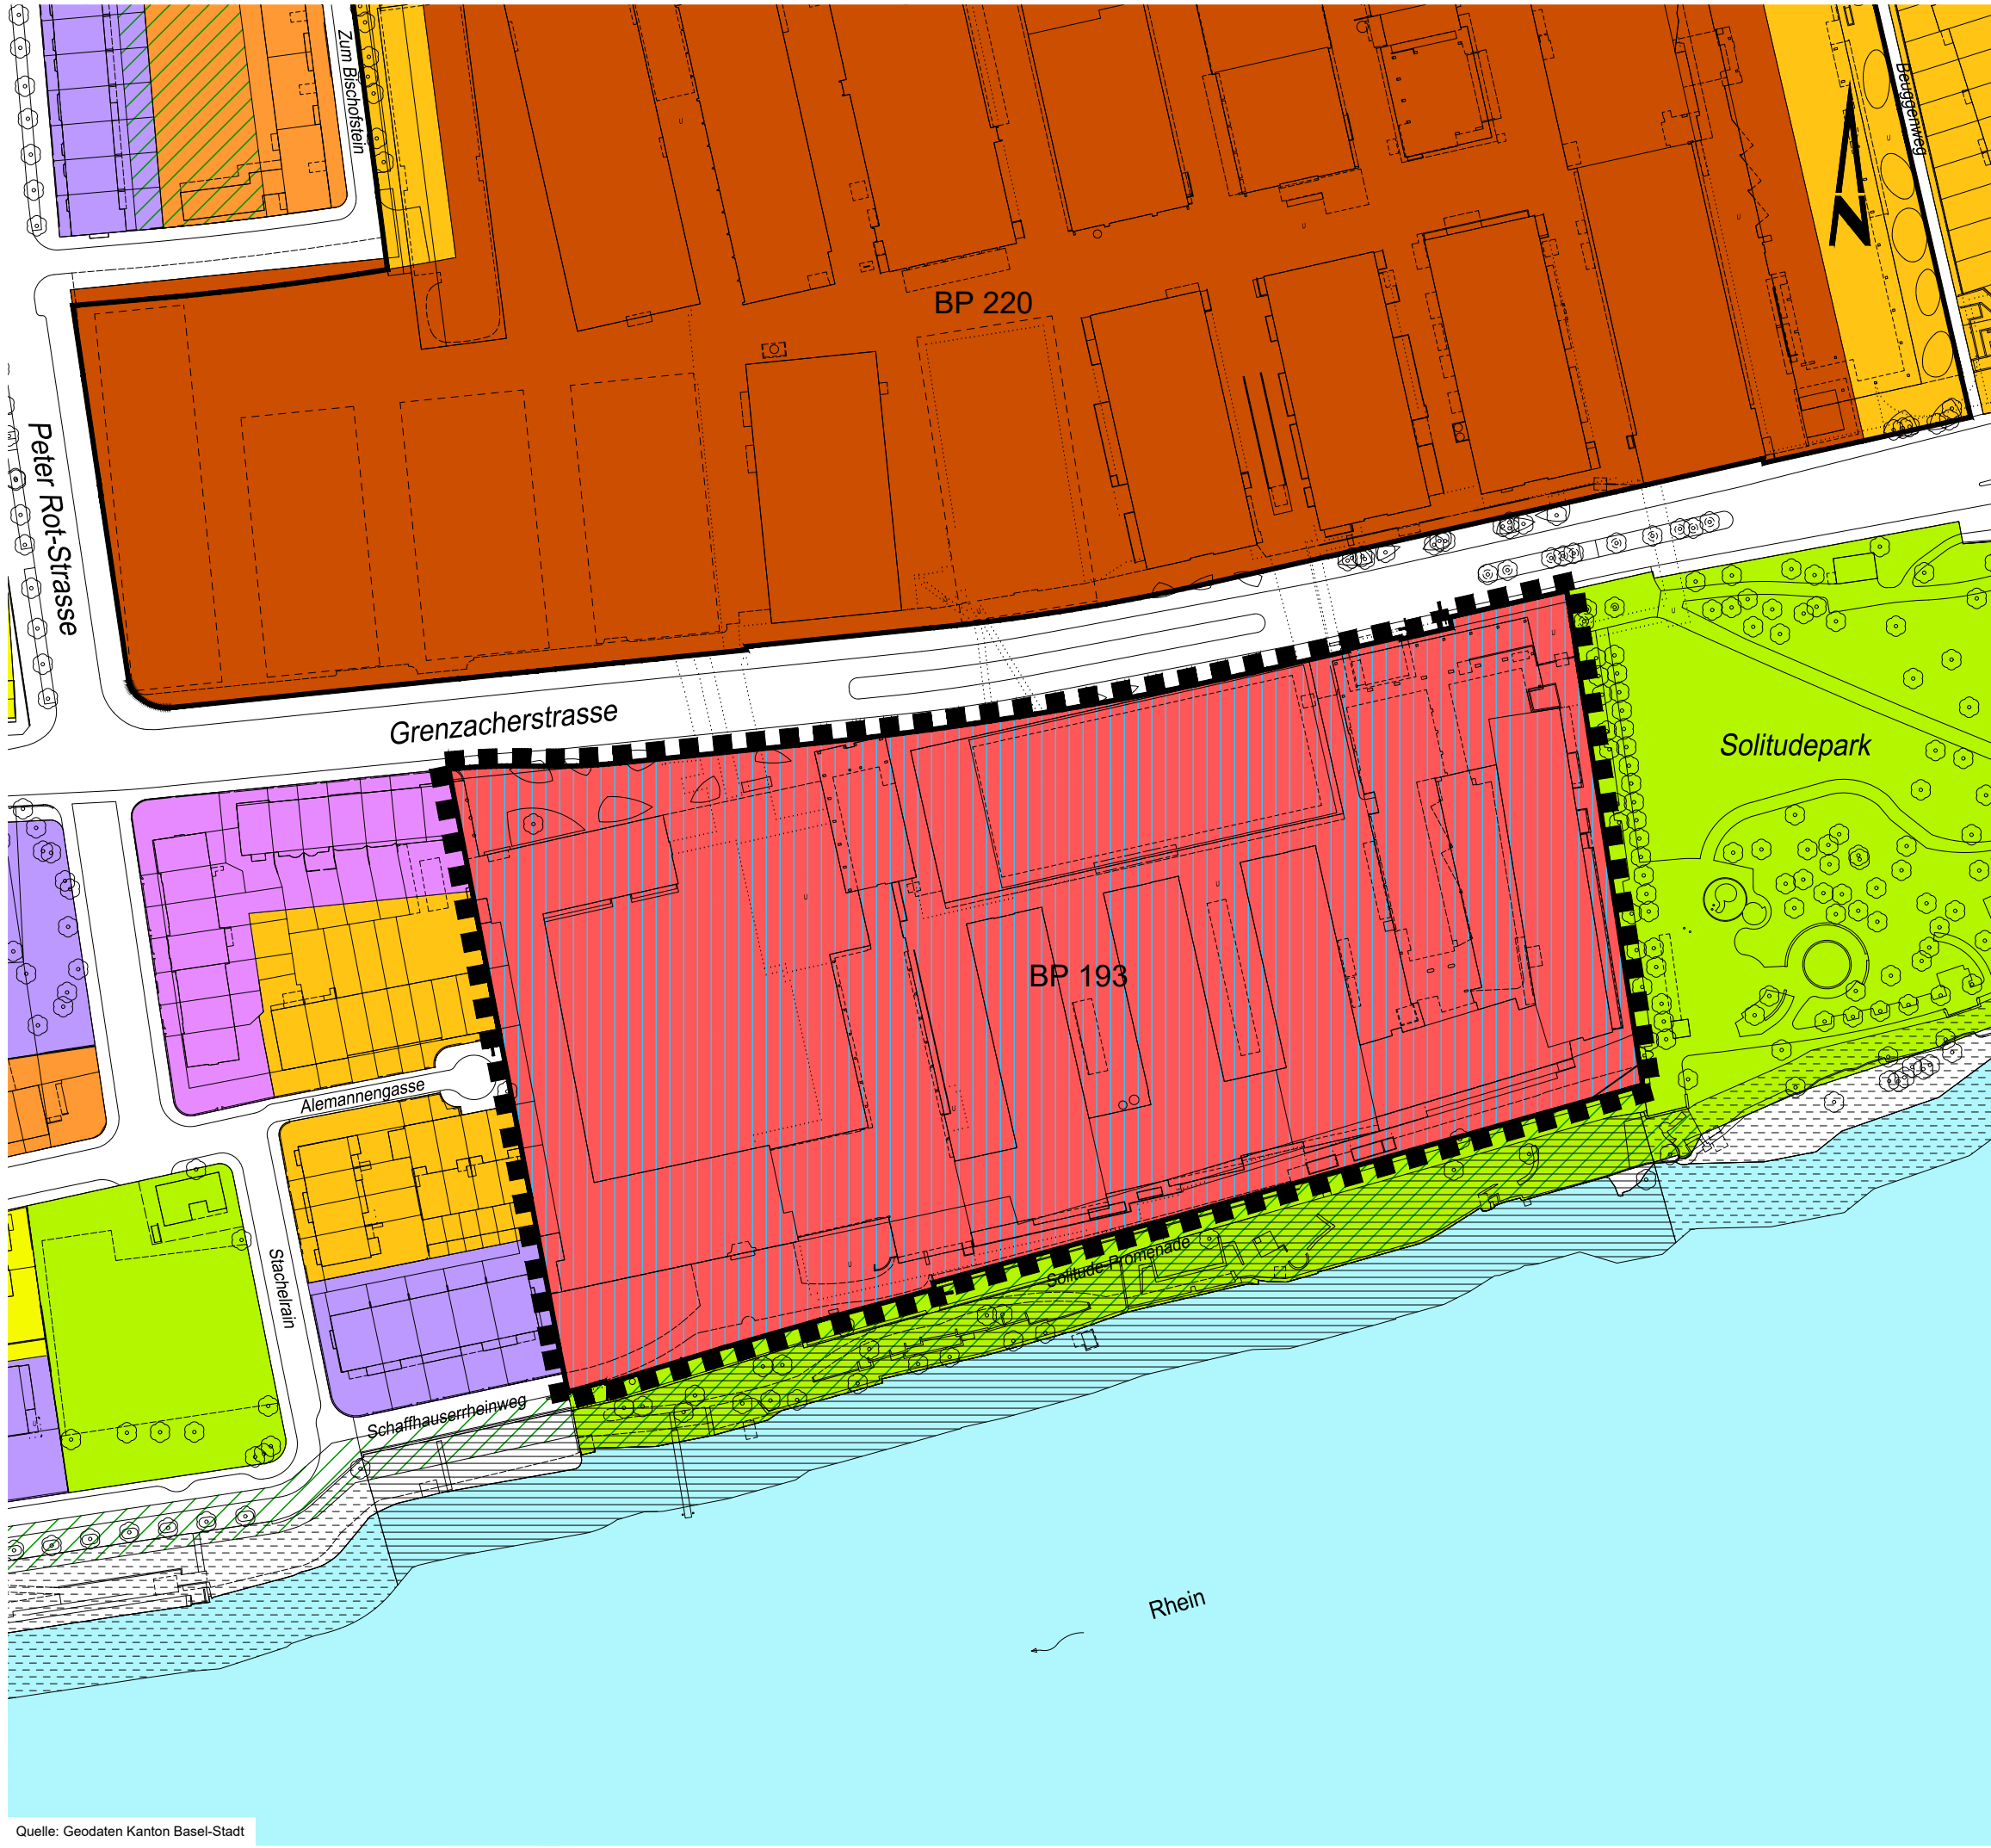 Zum Bischofstein
Beuggenweg
N
BP 220
Peter Rot-Strasse
Grenzacherstrasse
Solitudepark
BP 193
Alemannengasse
Stachelrain
Solitude-Promenade
Schaffhauserrheinweg
Rhein
Quelle: Geodaten Kanton Basel-Stadt